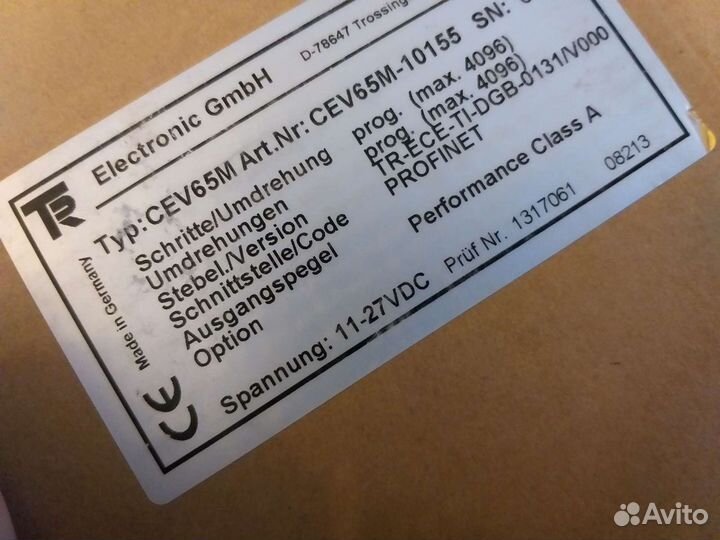 TR
Electronic GmbH
D-78647
Typ: CEV65M Art.Nr: CEV65M-10155 SN:
Schritte/Umdrehung prog. (max. 4096)
Umdrehungen prog. (max. 4096)
Stebel./Version TR-ECE-TI-DGB-0131/V000
Schnittstelle/Code PROFINET
Ausgangspegel
Option Performance Class A
Spannung: 11-27VDC Prüf Nr. 1317061 08213
Made in Germany
CE
Avito